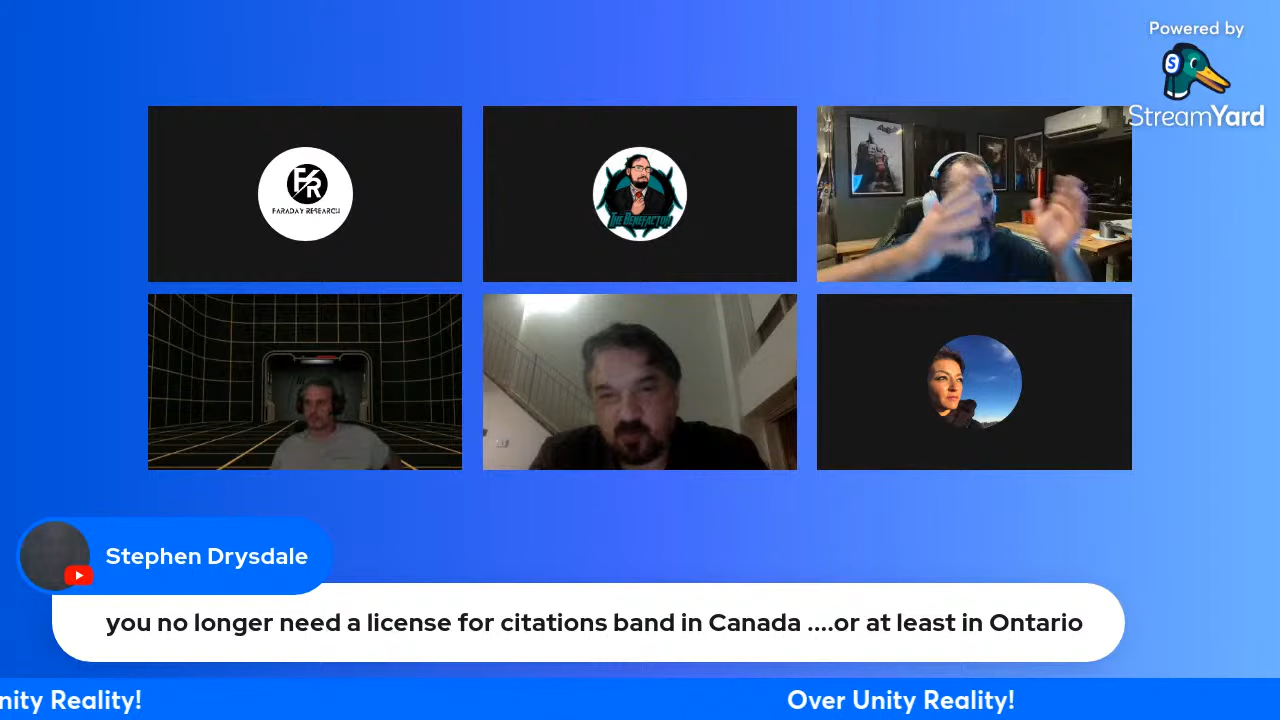 Powered by
StreamYard
FARADAY RESEARCH
THE BENEFACTOR
Stephen Drysdale
you no longer need a license for citations band in Canada ....or at least in Ontario
nity Reality!
Over Unity Reality!